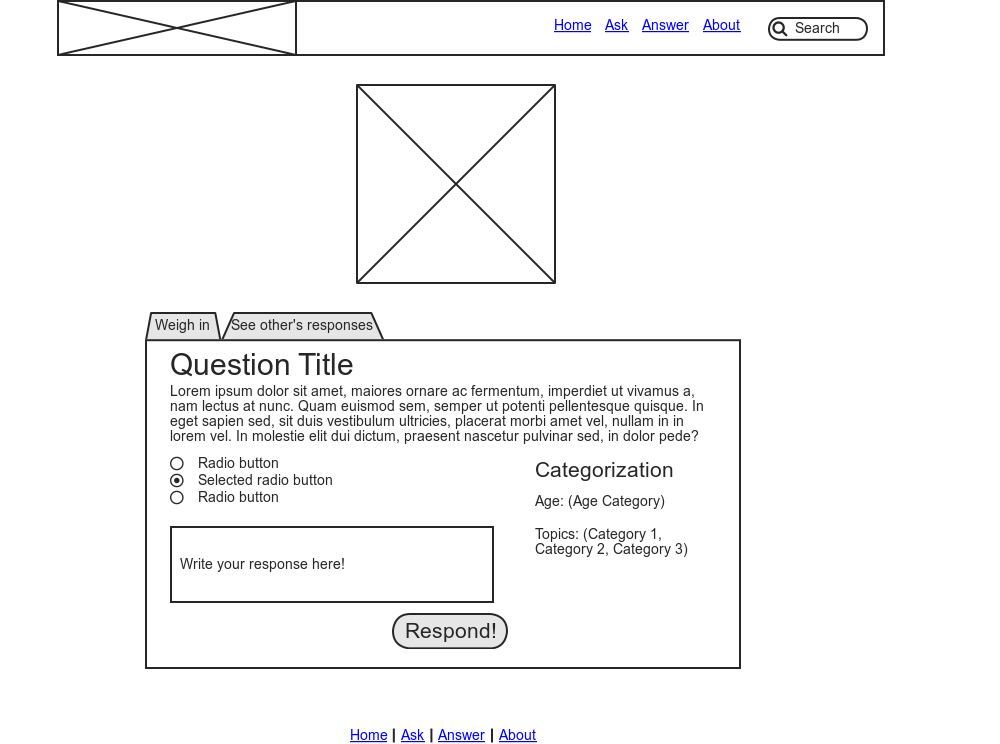 Home Ask Answer About Search
Weigh in See other's responses
Question Title
Lorem ipsum dolor sit amet, maiores ornare ac fermentum, imperdiet ut vivamus a,
nam lectus at nunc. Quam euismod sem, semper ut potenti pellentesque quisque. In
eget sapien sed, sit duis vestibulum ultricies, placerat morbi amet vel, nullam in in
lorem vel. In molestie elit dui dictum, praesent nascetur pulvinar sed, in dolor pede?
Radio button
Selected radio button
Radio button
Write your response here!
Categorization
Age: (Age Category)
Topics: (Category 1,
Category 2, Category 3)
Respond!
Home | Ask | Answer | About